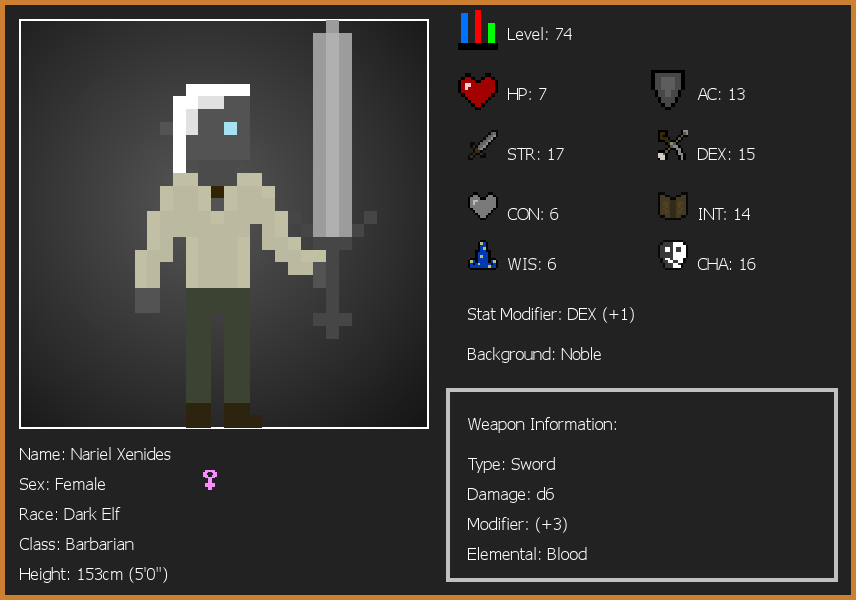 Level: 74
HP: 7
AC: 13
STR: 17
DEX: 15
CON: 6
INT: 14
WIS: 6
CHA: 16
Stat Modifier: DEX (+1)
Background: Noble
Weapon Information:
Type: Sword
Damage: d6
Modifier: (+3)
Elemental: Blood
Name: Nariel Xenides
Sex: Female
Race: Dark Elf
Class: Barbarian
Height: 153cm (5'0")